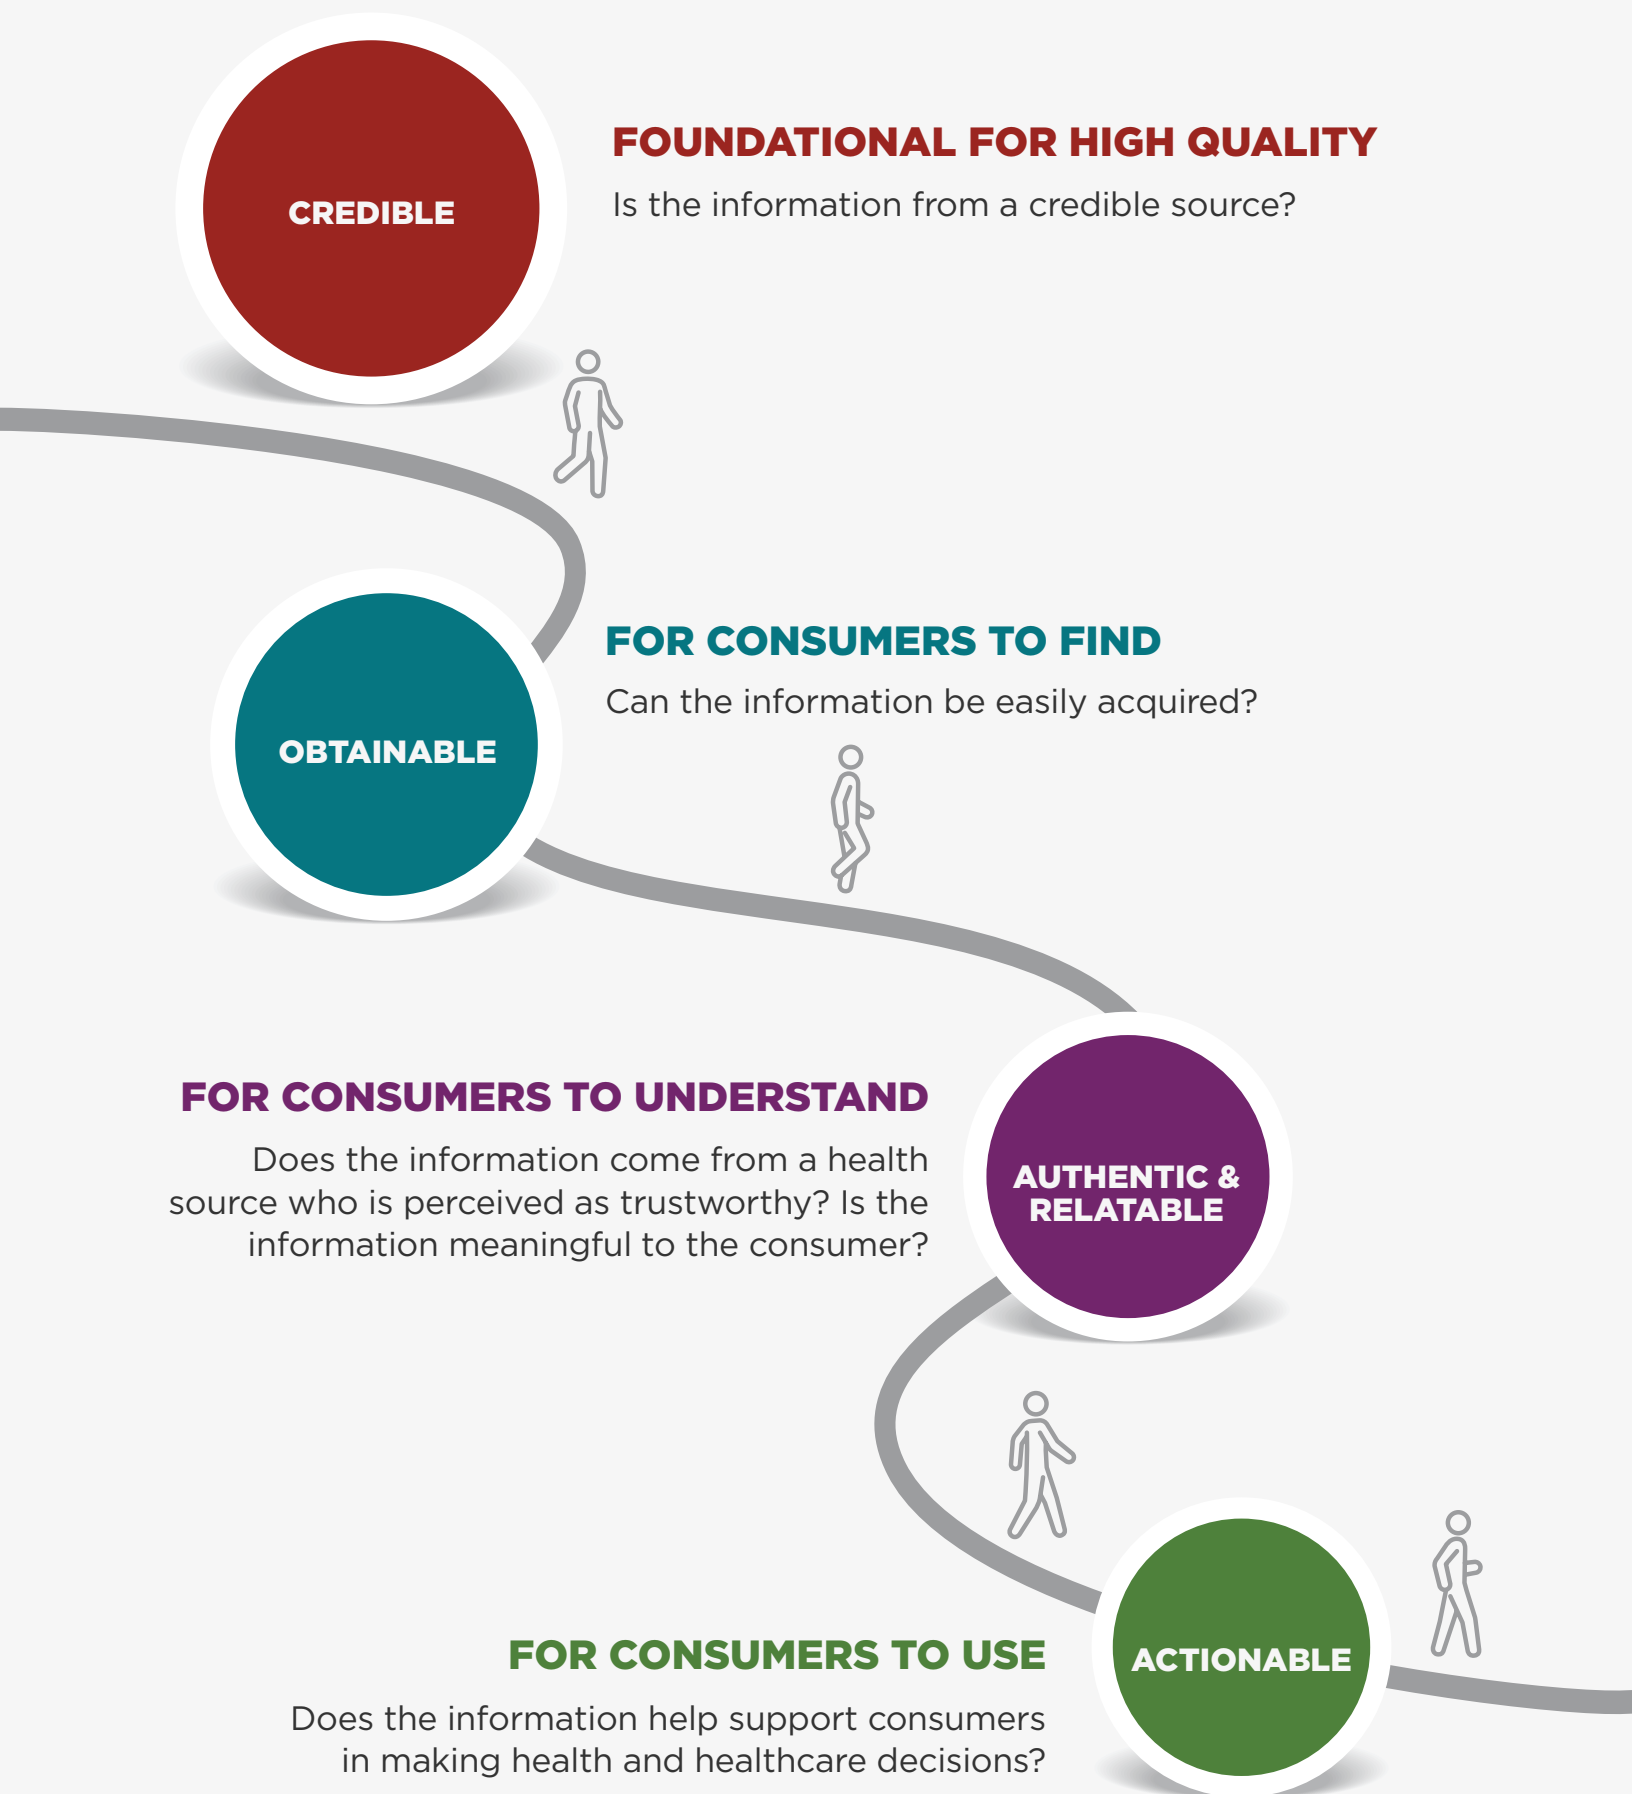 CREDIBLE
FOUNDATIONAL FOR HIGH QUALITY
Is the information from a credible source?
OBTAINABLE
FOR CONSUMERS TO FIND
Can the information be easily acquired?
FOR CONSUMERS TO UNDERSTAND
Does the information come from a health
source who is perceived as trustworthy? Is the
information meaningful to the consumer?
AUTHENTIC &
RELATABLE
FOR CONSUMERS TO USE
Does the information help support consumers
in making health and healthcare decisions?
ACTIONABLE